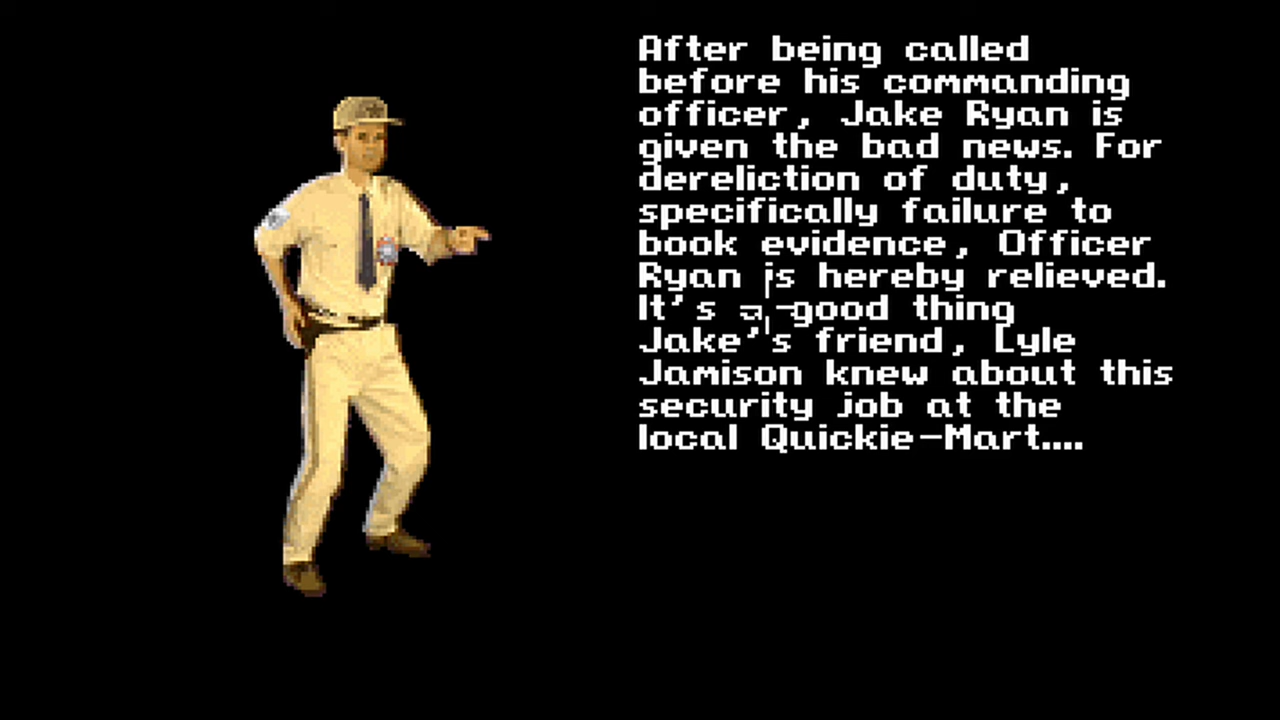 After being called
before his commanding
officer, Jake Ryan is
given the bad news. For
dereliction of duty,
specifically failure to
book evidence, Officer
Ryan is hereby relieved.
It's a good thing
Jake's friend, Lyle
Jamison knew about this
security job at the
local Quickie-Mart....